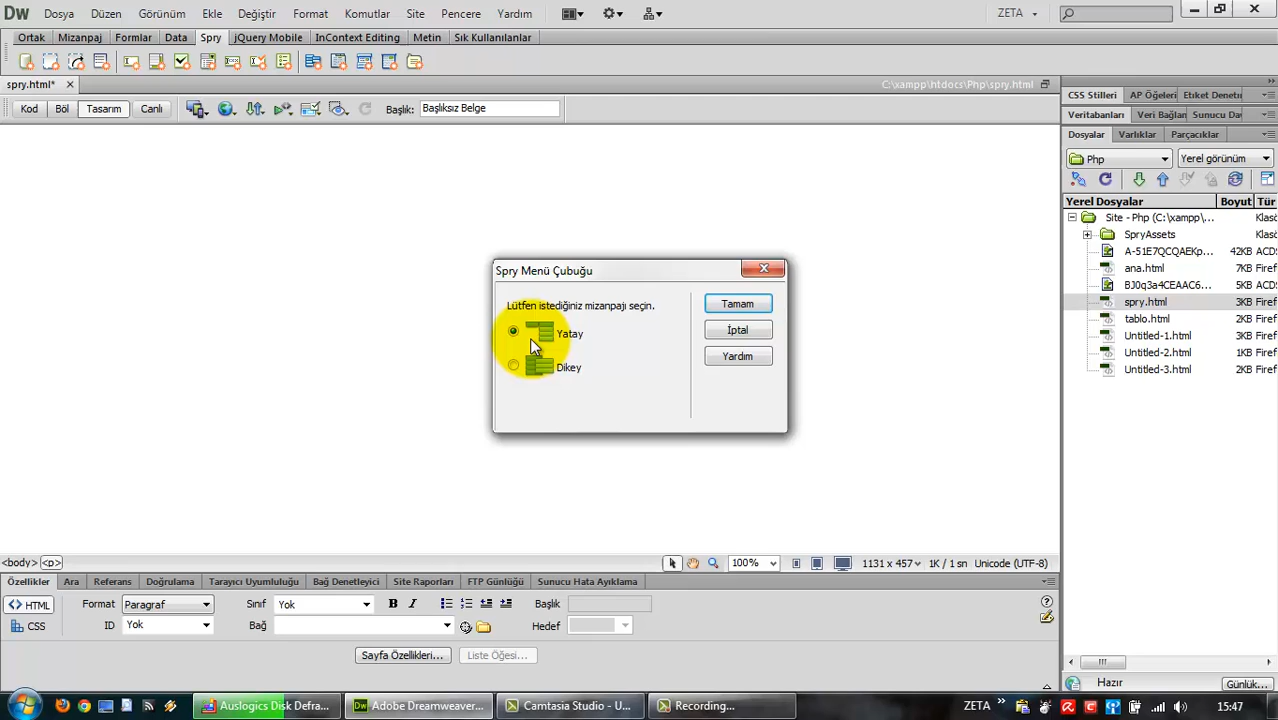 Dw Dosya Düzen Görünüm Ekle Değiştir Format Komutlar Site Pencere Yardım ZETA
Ortak Mizanpaj Formlar Data Spry jQuery Mobile InContext Editing Metin Sık Kullanılanlar
spry.html* C:\xampp\htdocs\Php\spry.html
Kod Böl Tasarım Canlı Başlık: Başlıksız Belge
CSS Stilleri AP Öğeleri Etiket Denetir
Veritabanları Veri Bağlan Sunucu Da
Dosyalar Varlıklar Parçacıklar
Php Yerel görünüm
Yerel Dosyalar Boyut Tür
Site - Php (C:\xampp\... Klasö
SpryAssets Klasö
A-51E7QCQAEKp... 42KB ACDS
ana.html 7KB Firef
BJ0q3a4CEAAC6... 5KB ACDS
spry.html 3KB Firef
tablo.html 2KB Firef
Untitled-1.html 2KB Firef
Untitled-2.html 1KB Firef
Untitled-3.html 2KB Firef
Spry Menü Çubuğu
Lütfen istediğiniz mizanpajı seçin.
Yatay
Dikey
Tamam
İptal
Yardım
<body> <p> 100% 1131 x 457 1K / 1 sn Unicode (UTF-8)
Özellikler Ara Referans Doğrulama Tarayıcı Uyumluluğu Bağ Denetleyici Site Raporları FTP Günlüğü Sunucu Hata Ayıklama
<> HTML Format Paragraf Sınıf Yok B I Başlık
CSS ID Yok Bağ Hedef
Sayfa Özellikleri... Liste Öğesi...
Hazır Günlük...
Auslogics Disk Defra... Adobe Dreamweaver... Camtasia Studio - U... Recording... ZETA 15:47